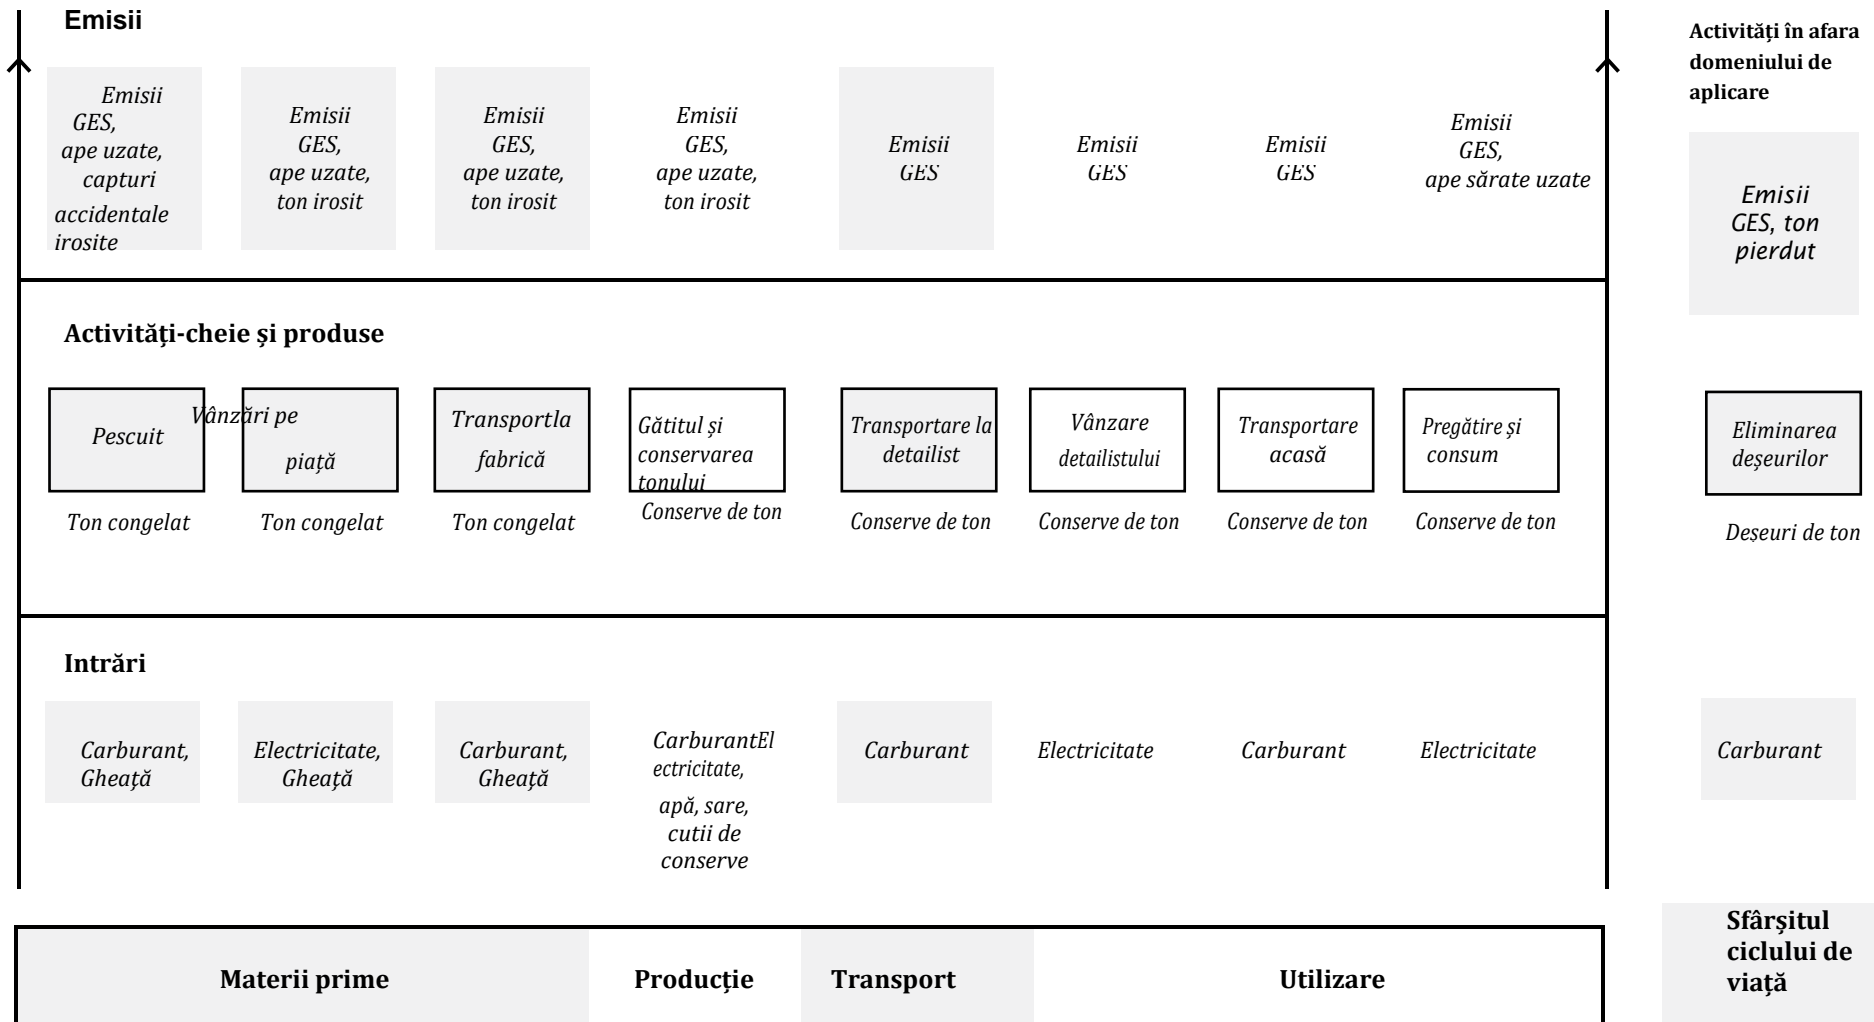 Emisii
Emisii
GES,
ape uzate,
capturi
accidentale
irosite
Emisii
GES,
ape uzate,
ton irosit
Emisii
GES,
ape uzate,
ton irosit
Emisii
GES,
ape uzate,
ton irosit
Emisii
GES
Emisii
GES
Emisii
GES
Emisii
GES,
ape sărate uzate
Activități în afara
domeniului de
aplicare
Emisii
GES, ton
pierdut
Activități-cheie și produse
Pescuit
Vânzări pe
piață
Transportla
fabrică
Gătitul și
conservarea
tonului
Transportare la
detailist
Vânzare
detailistului
Transportare
acasă
Pregătire și
consum
Eliminarea
deșeurilor
Ton congelat
Ton congelat
Ton congelat
Conserve de ton
Conserve de ton
Conserve de ton
Conserve de ton
Conserve de ton
Deșeuri de ton
Intrări
Carburant,
Gheață
Electricitate,
Gheață
Carburant,
Gheață
CarburantEl
ectricitate,
apă, sare,
cutii de
conserve
Carburant
Electricitate
Carburant
Electricitate
Carburant
Materii prime
Producție
Transport
Utilizare
Sfârșitul
ciclului de
viață